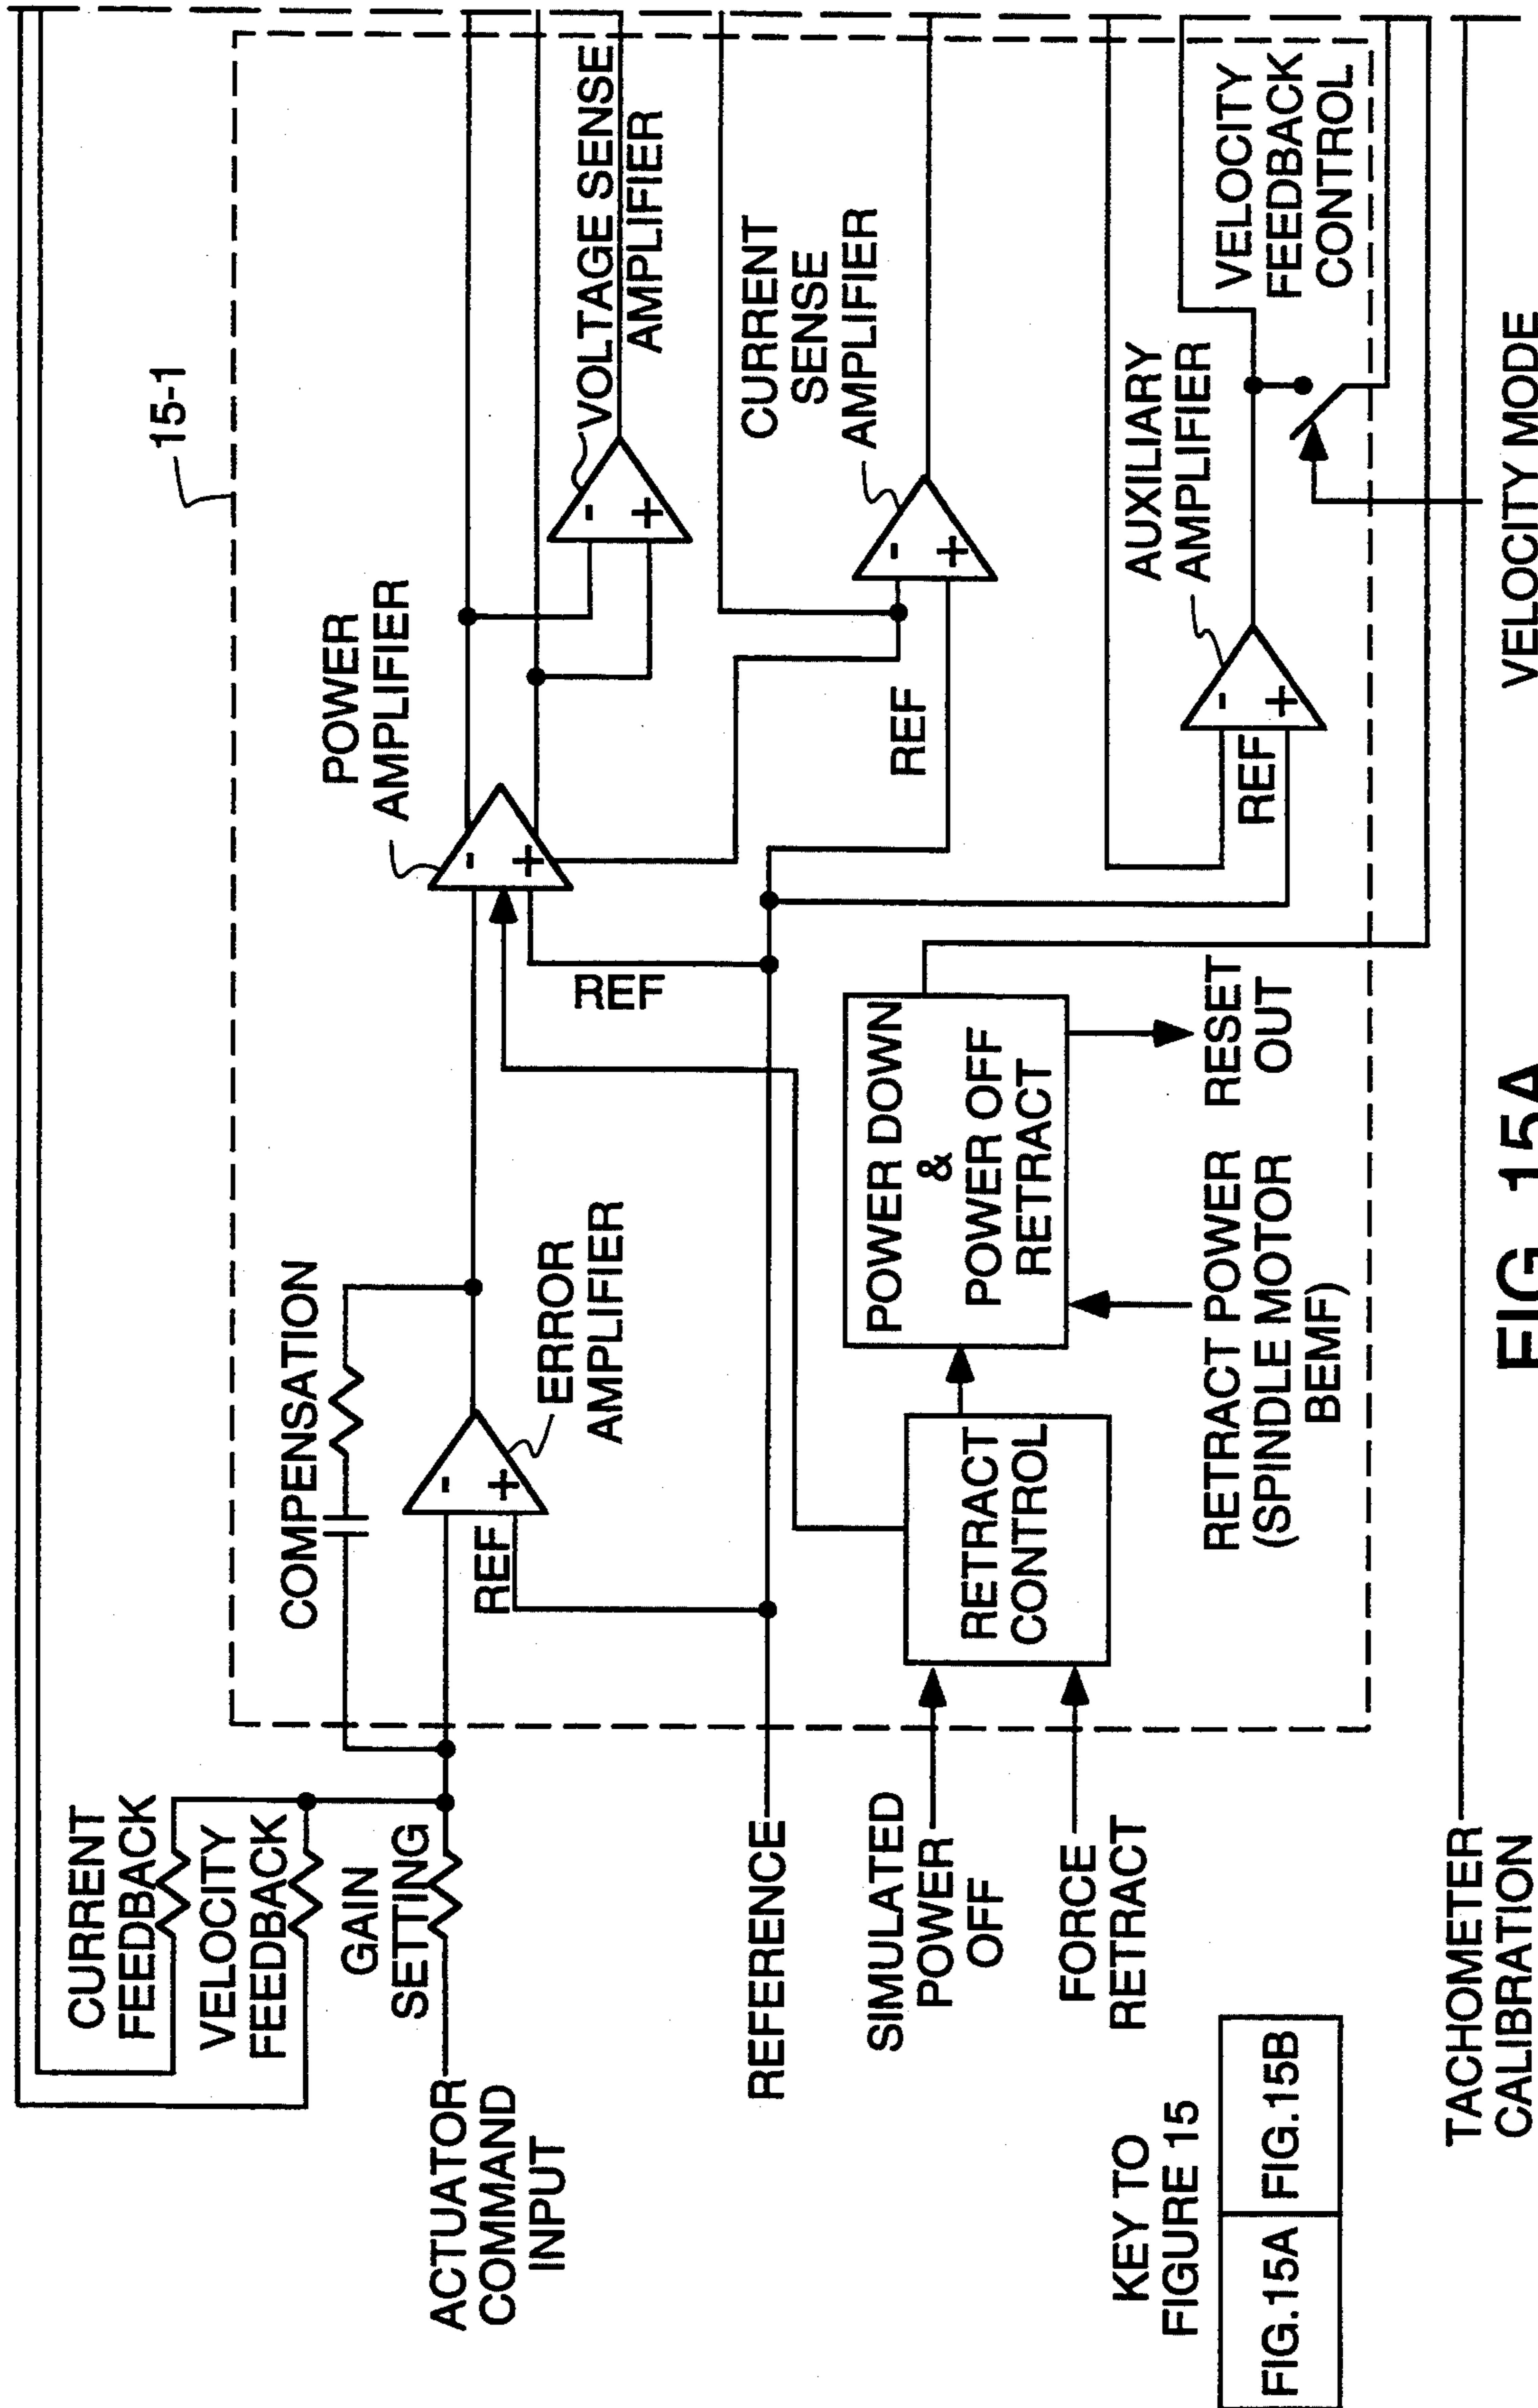 15-1
CURRENT
FEEDBACK
VELOCITY
FEEDBACK
GAIN
SETTING
ACTUATOR
COMMAND
INPUT
COMPENSATION
-
+
REF
ERROR
AMPLIFIER
POWER
AMPLIFIER
-
+
REF
VOLTAGE SENSE
AMPLIFIER
-
+
CURRENT
SENSE
AMPLIFIER
-
+
REF
REFERENCE
SIMULATED
POWER
OFF
FORCE
RETRACT
RETRACT
CONTROL
POWER DOWN
&
POWER OFF
RETRACT
RETRACT POWER
(SPINDLE MOTOR
BEMF)
RESET
OUT
AUXILIARY
AMPLIFIER
-
+
REF
VELOCITY
FEEDBACK
CONTROL
VELOCITY MODE
TACHOMETER
CALIBRATION
KEY TO
FIGURE 15
FIG.15A FIG.15B
FIG. 15A